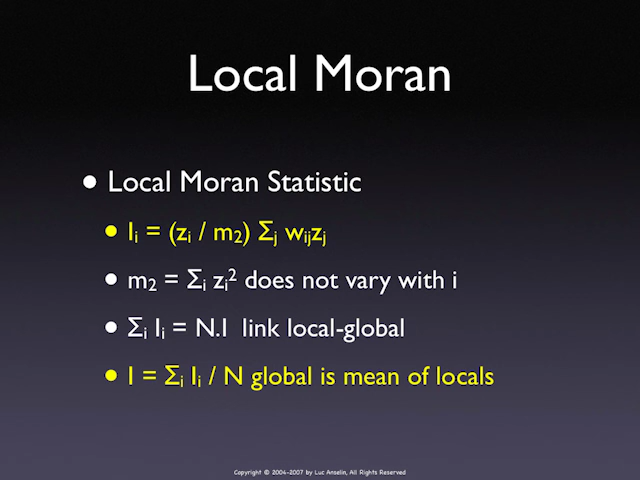 Local Moran
• Local Moran Statistic
• Iᵢ = (zᵢ / m₂) Σⱼ wᵢⱼzⱼ
• m₂ = Σᵢ zᵢ² does not vary with i
• Σᵢ Iᵢ = N.I link local-global
• I = Σᵢ Iᵢ / N global is mean of locals
Copyright © 2004-2007 by Luc Anselin, All Rights Reserved